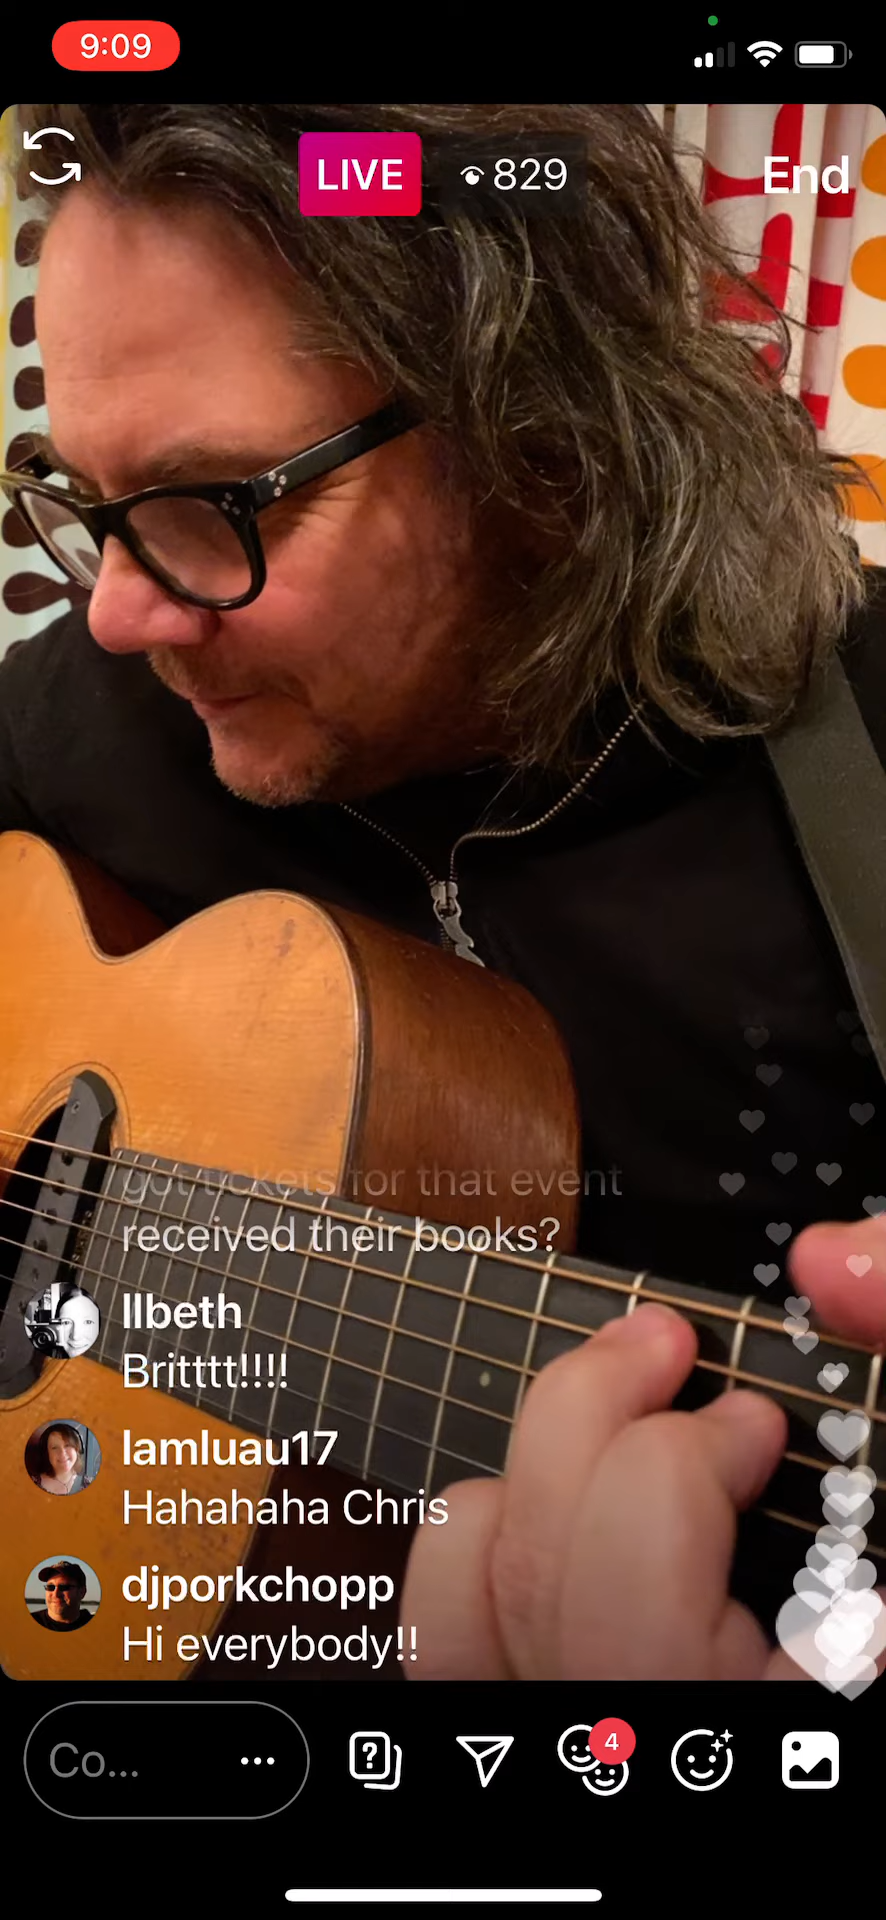 9:09
LIVE
829
End
got tickets for that event
received their books?
llbeth
Britttt!!!!
lamluau17
Hahahaha Chris
djporkchopp
Hi everybody!!
Co...
4